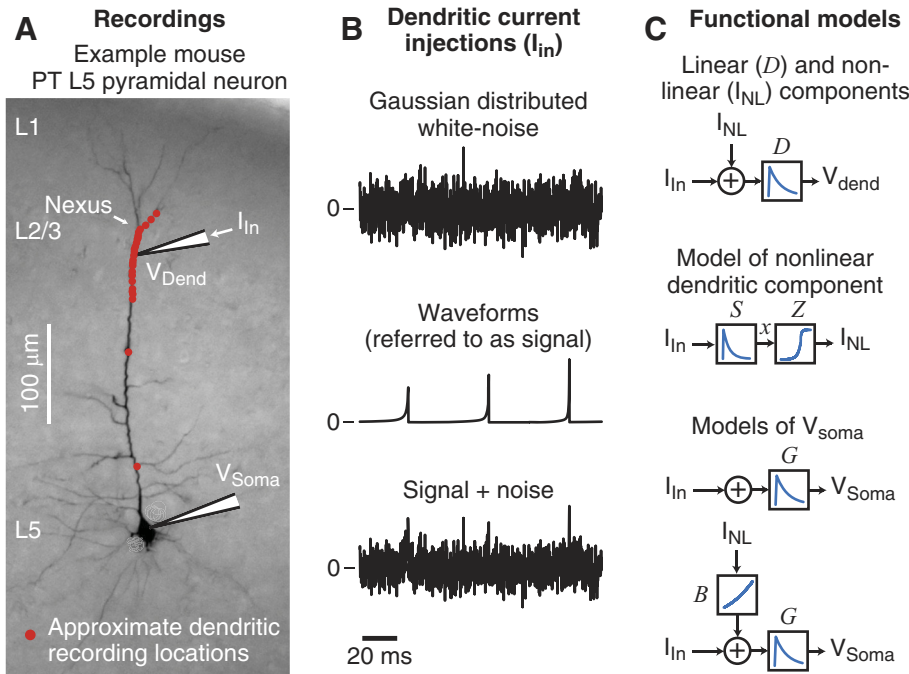 A
Recordings
Example mouse
PT L5 pyramidal neuron
L1
Nexus
L2/3
I_In
V_Dend
100 µm
V_Soma
L5
Approximate dendritic
recording locations
B
Dendritic current
injections (I_in)
Gaussian distributed
white-noise
0
Waveforms
(referred to as signal)
0
Signal + noise
0
20 ms
C
Functional models
Linear (D) and non-
linear (I_NL) components
I_NL
D
I_In
+
V_dend
Model of nonlinear
dendritic component
S
Z
I_In
x
I_NL
Models of V_soma
G
I_In
+
V_Soma
I_NL
B
G
I_In
+
V_Soma